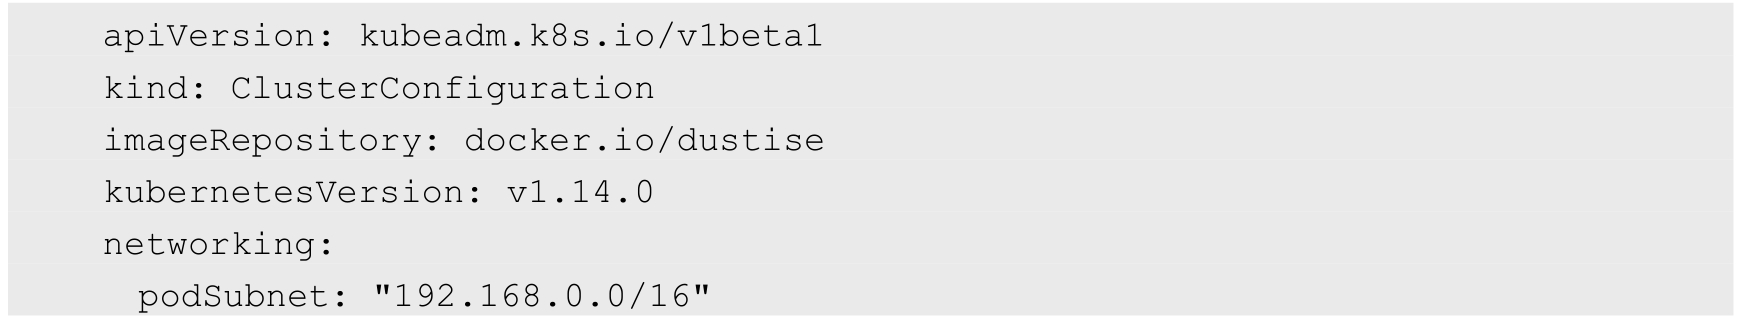 apiVersion: kubeadm.k8s.io/v1beta1
kind: ClusterConfiguration
imageRepository: docker.io/dustise
kubernetesVersion: v1.14.0
networking:
  podSubnet: "192.168.0.0/16"